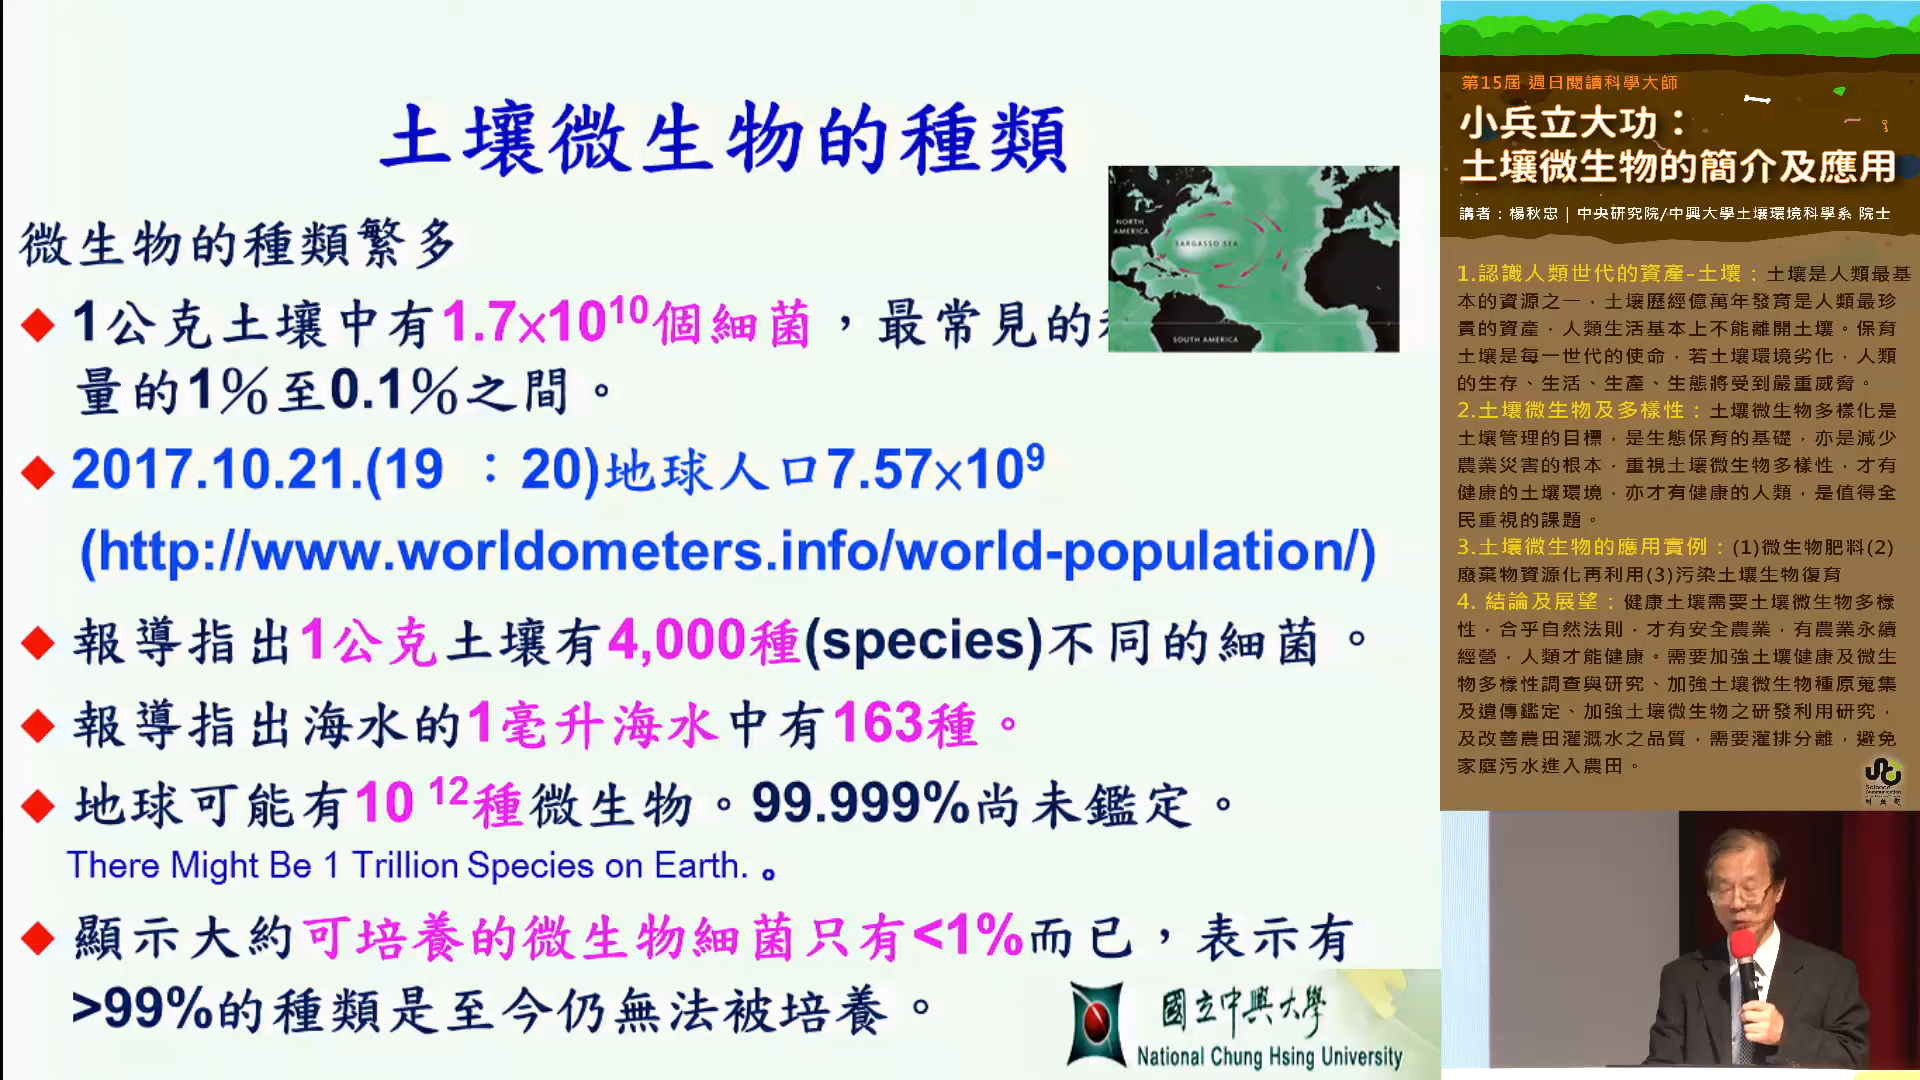 土壤微生物的種類
NORTH
AMERICA
SARGASSO SEA
SOUTH AMERICA
微生物的種類繁多
1公克土壤中有1.7×10¹⁰個細菌，最常見的
量的1％至0.1％之間。
2017.10.21.(19 ：20)地球人口7.57×10⁹
(http://www.worldometers.info/world-population/)
報導指出1公克土壤有4,000種(species)不同的細菌。
報導指出海水的1毫升海水中有163種。
地球可能有10 ¹²種微生物。99.999%尚未鑑定。
There Might Be 1 Trillion Species on Earth. 。
顯示大約可培養的微生物細菌只有<1%而已，表示有
>99%的種類是至今仍無法被培養。
國立中興大學
National Chung Hsing University
第15屆 週日閱讀科學大師
小兵立大功：
土壤微生物的簡介及應用
講者：楊秋忠 | 中央研究院/中興大學土壤環境科學系 院士
1.認識人類世代的資產-土壤：土壤是人類最基
本的資源之一，土壤歷經億萬年發育是人類最珍
貴的資產，人類生活基本上不能離開土壤。保育
土壤是每一世代的使命，若土壤環境劣化，人類
的生存、生活、生產、生態將受到嚴重威脅。
2.土壤微生物及多樣性：土壤微生物多樣化是
土壤管理的目標，是生態保育的基礎，亦是減少
農業災害的根本，重視土壤微生物多樣性，才有
健康的土壤環境，亦才有健康的人類，是值得全
民重視的課題。
3.土壤微生物的應用實例：(1)微生物肥料(2)
廢棄物資源化再利用(3)污染土壤生物復育
4. 結論及展望：健康土壤需要土壤微生物多樣
性，合乎自然法則，才有安全農業，有農業永續
經營，人類才能健康。需要加強土壤健康及微生
物多樣性調查與研究、加強土壤微生物種原蒐集
及遺傳鑑定、加強土壤微生物之研發利用研究，
及改善農田灌溉水之品質，需要灌排分離，避免
家庭污水進入農田。